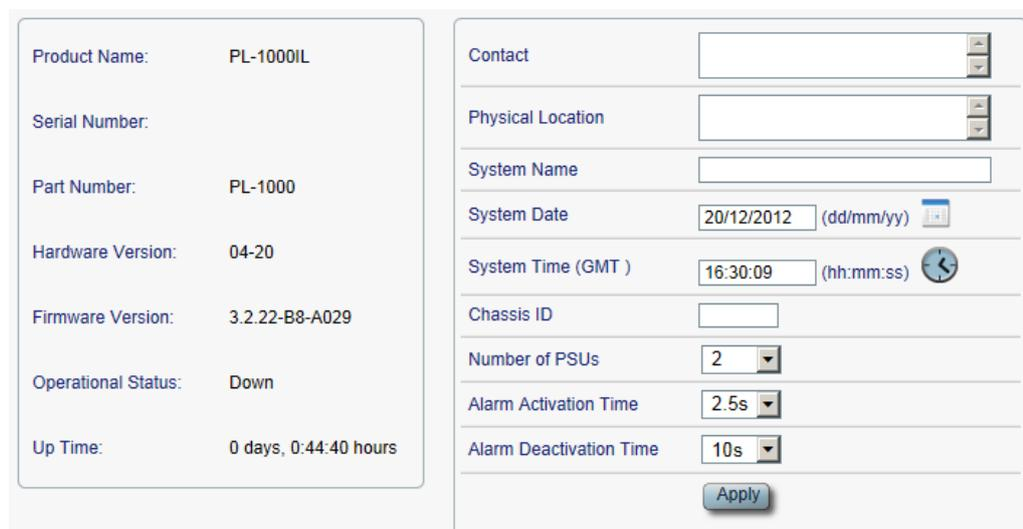 Product Name: PL-1000IL
Serial Number:
Part Number: PL-1000
Hardware Version: 04-20
Firmware Version: 3.2.22-B8-A029
Operational Status: Down
Up Time: 0 days, 0:44:40 hours
Contact
Physical Location
System Name
System Date 20/12/2012 (dd/mm/yy)
System Time (GMT ) 16:30:09 (hh:mm:ss)
Chassis ID
Number of PSUs 2
Alarm Activation Time 2.5s
Alarm Deactivation Time 10s
Apply